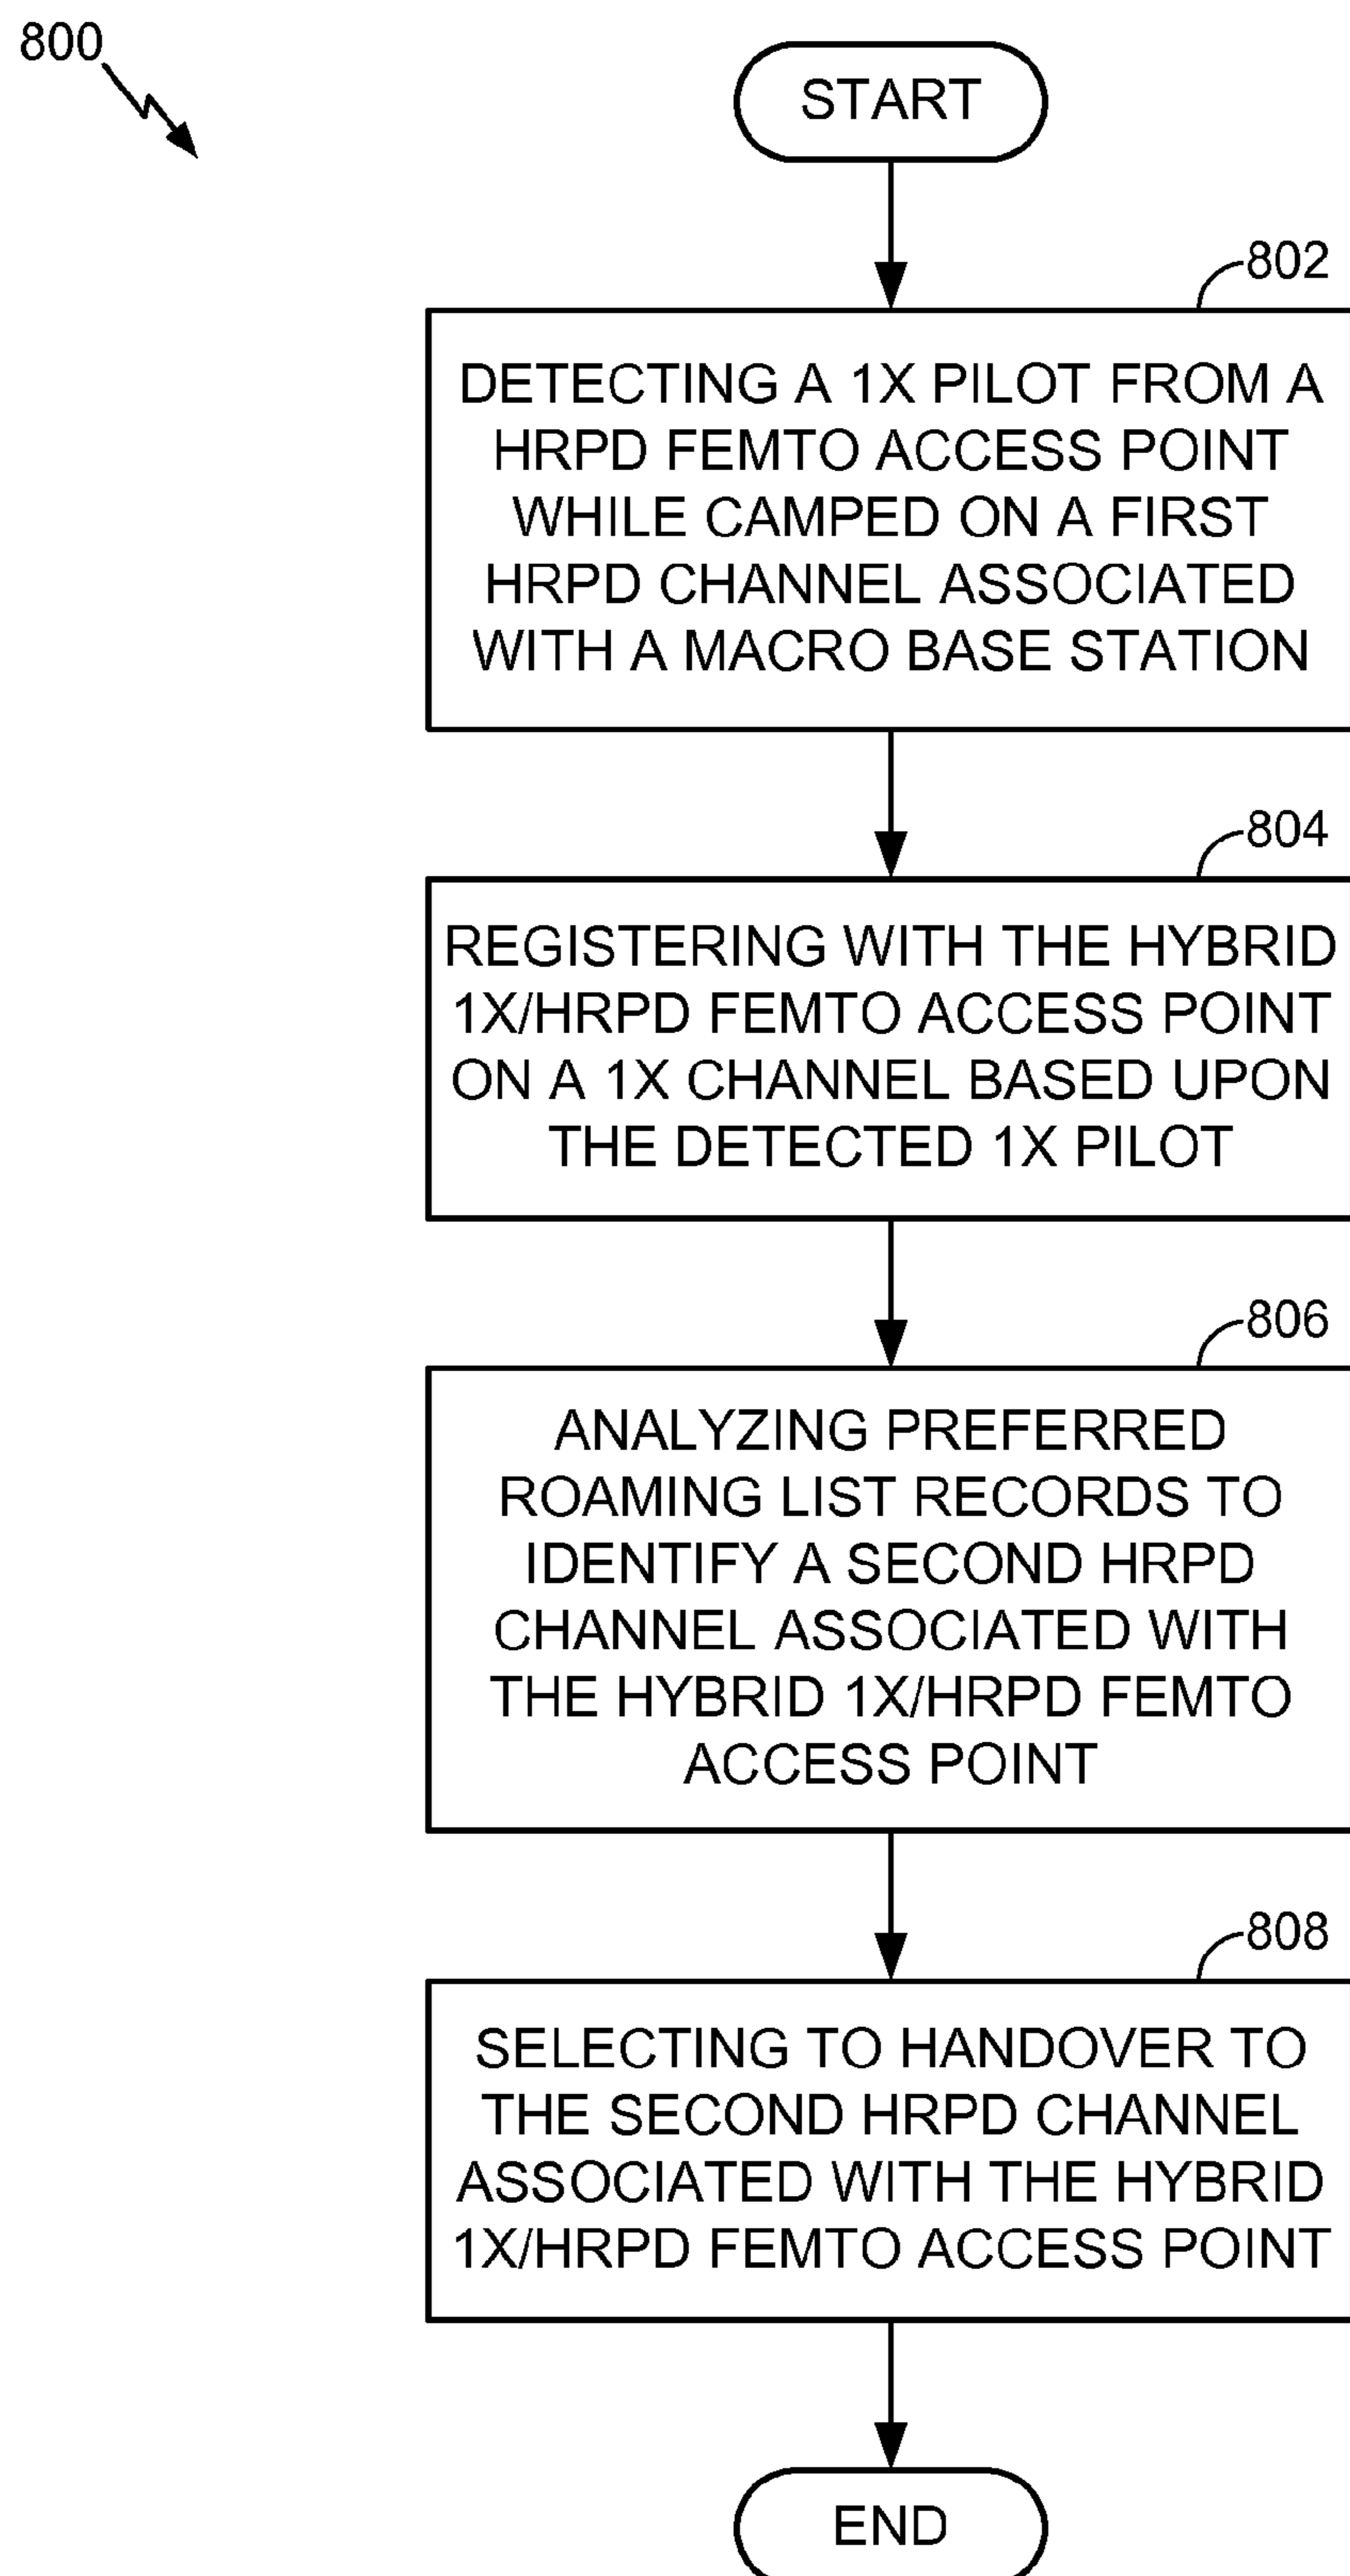 800
START
802
DETECTING A 1X PILOT FROM A
HRPD FEMTO ACCESS POINT
WHILE CAMPED ON A FIRST
HRPD CHANNEL ASSOCIATED
WITH A MACRO BASE STATION
804
REGISTERING WITH THE HYBRID
1X/HRPD FEMTO ACCESS POINT
ON A 1X CHANNEL BASED UPON
THE DETECTED 1X PILOT
806
ANALYZING PREFERRED
ROAMING LIST RECORDS TO
IDENTIFY A SECOND HRPD
CHANNEL ASSOCIATED WITH
THE HYBRID 1X/HRPD FEMTO
ACCESS POINT
808
SELECTING TO HANDOVER TO
THE SECOND HRPD CHANNEL
ASSOCIATED WITH THE HYBRID
1X/HRPD FEMTO ACCESS POINT
END